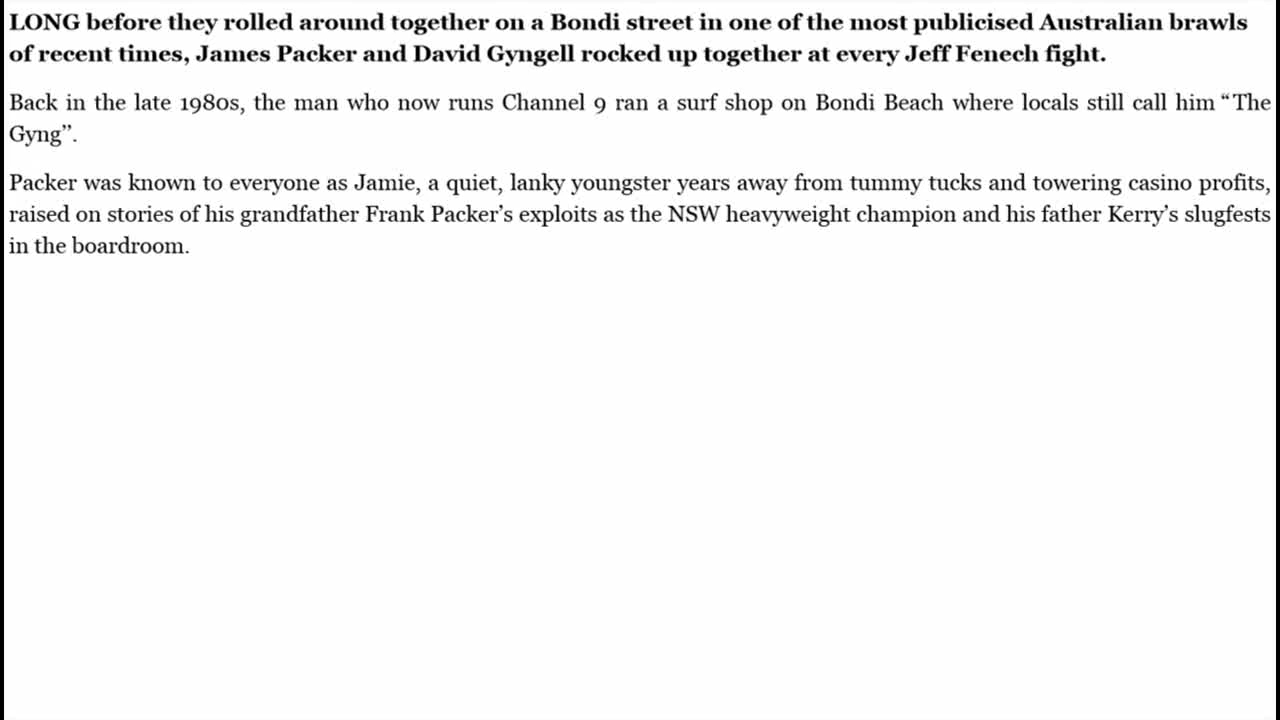 LONG before they rolled around together on a Bondi street in one of the most publicised Australian brawls
of recent times, James Packer and David Gyngell rocked up together at every Jeff Fenech fight.
Back in the late 1980s, the man who now runs Channel 9 ran a surf shop on Bondi Beach where locals still call him “The
Gyng”.
Packer was known to everyone as Jamie, a quiet, lanky youngster years away from tummy tucks and towering casino profits,
raised on stories of his grandfather Frank Packer’s exploits as the NSW heavyweight champion and his father Kerry’s slugfests
in the boardroom.